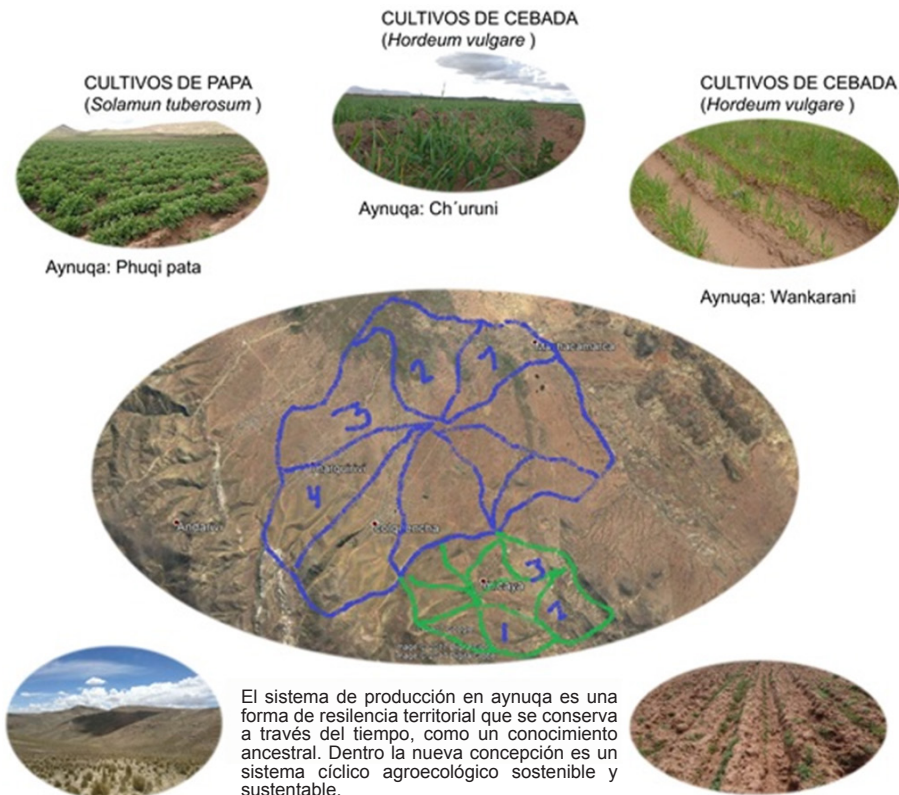 CULTIVOS DE CEBADA
(Hordeum vulgare )
CULTIVOS DE PAPA
(Solamun tuberosum )
CULTIVOS DE CEBADA
(Hordeum vulgare )
Aynuqa: Ch´uruni
Aynuqa: Phuqi pata
Aynuqa: Wankarani
1
2
3
4
Andalivi
3
2
1
El sistema de producción en aynuqa es una
forma de resilencia territorial que se conserva
a través del tiempo, como un conocimiento
ancestral. Dentro la nueva concepción es un
sistema cíclico agroecológico sostenible y
sustentable.